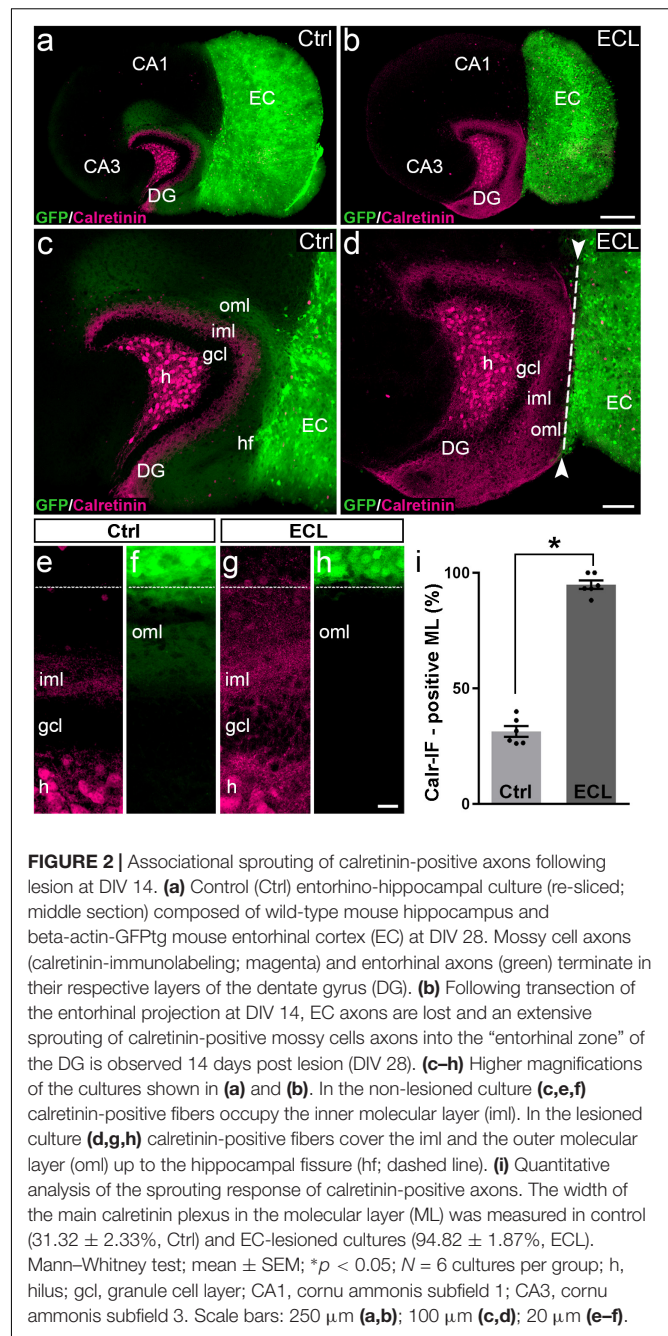 a
Ctrl
CA1
EC
CA3
DG
GFP/Calretinin
b
ECL
CA1
EC
CA3
DG
GFP/Calretinin
c
Ctrl
oml
iml
gcl
h
EC
hf
DG
GFP/Calretinin
d
ECL
h
gcl
iml
oml
EC
DG
GFP/Calretinin
Ctrl
ECL
e
iml
gcl
h
f
oml
g
iml
gcl
h
h
oml
i
*
100
50
0
Calr-IF - positive ML (%)
Ctrl
ECL
FIGURE 2 | Associational sprouting of calretinin-positive axons following
lesion at DIV 14. (a) Control (Ctrl) entorhino-hippocampal culture (re-sliced;
middle section) composed of wild-type mouse hippocampus and
beta-actin-GFPtg mouse entorhinal cortex (EC) at DIV 28. Mossy cell axons
(calretinin-immunolabeling; magenta) and entorhinal axons (green) terminate in
their respective layers of the dentate gyrus (DG). (b) Following transection of
the entorhinal projection at DIV 14, EC axons are lost and an extensive
sprouting of calretinin-positive mossy cells axons into the “entorhinal zone” of
the DG is observed 14 days post lesion (DIV 28). (c–h) Higher magnifications
of the cultures shown in (a) and (b). In the non-lesioned culture (c,e,f)
calretinin-positive fibers occupy the inner molecular layer (iml). In the lesioned
culture (d,g,h) calretinin-positive fibers cover the iml and the outer molecular
layer (oml) up to the hippocampal fissure (hf; dashed line). (i) Quantitative
analysis of the sprouting response of calretinin-positive axons. The width of
the main calretinin plexus in the molecular layer (ML) was measured in control
(31.32 ± 2.33%, Ctrl) and EC-lesioned cultures (94.82 ± 1.87%, ECL).
Mann–Whitney test; mean ± SEM; *p < 0.05; N = 6 cultures per group; h,
hilus; gcl, granule cell layer; CA1, cornu ammonis subfield 1; CA3, cornu
ammonis subfield 3. Scale bars: 250 μm (a,b); 100 μm (c,d); 20 μm (e–f).